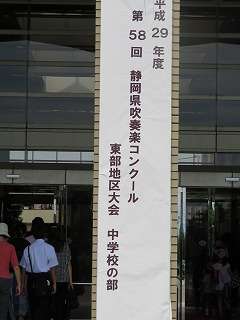 平成29年度
第58回 静岡県吹奏楽コンクール
東部地区大会 中学校の部